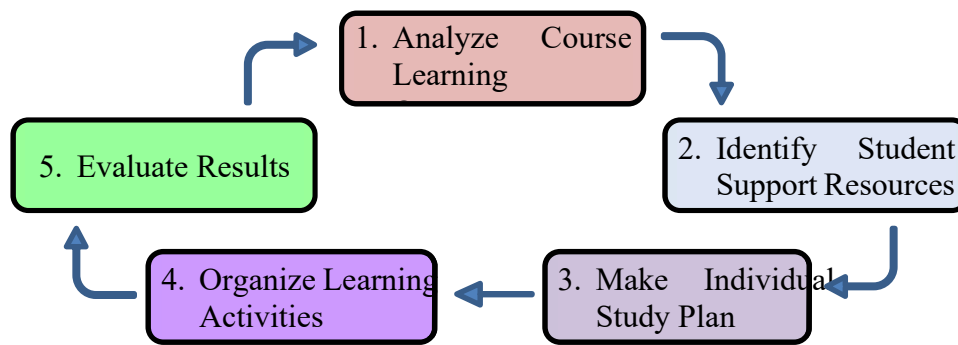 1. Analyze Course
Learning
2. Identify Student
Support Resources
3. Make Individual
Study Plan
4. Organize Learning
Activities
5. Evaluate Results